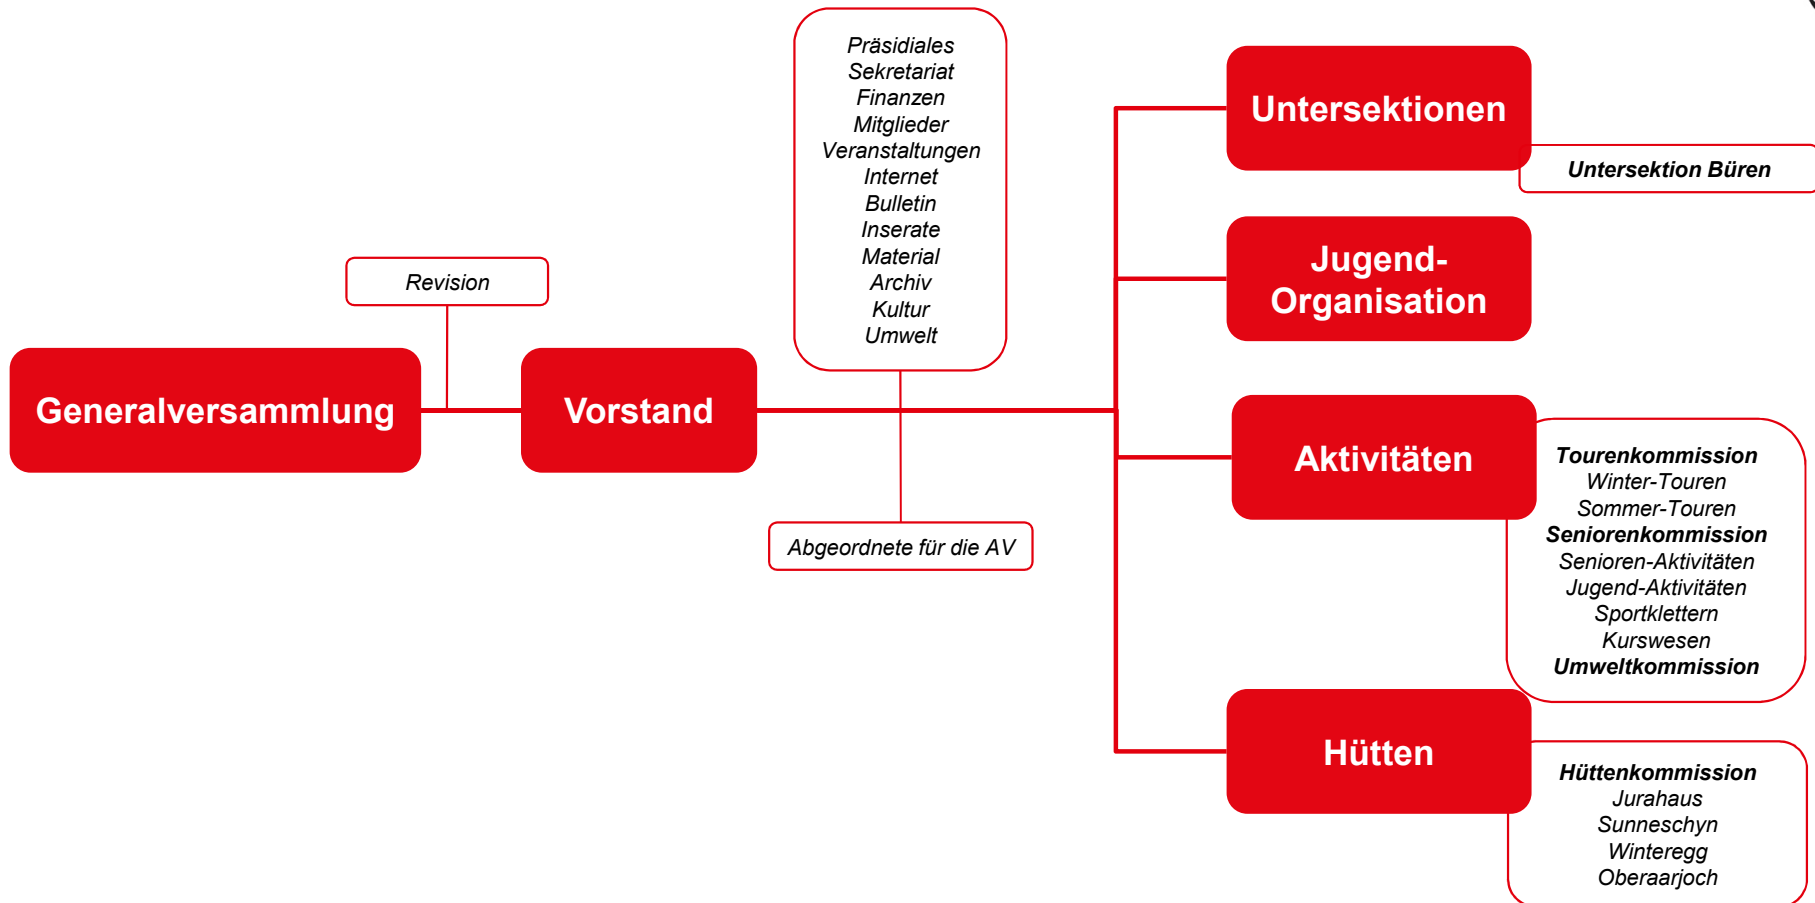 Präsidiales
Sekretariat
Finanzen
Mitglieder
Veranstaltungen
Internet
Bulletin
Inserate
Material
Archiv
Kultur
Umwelt
Revision
Generalversammlung
Vorstand
Abgeordnete für die AV
Untersektionen
Untersektion Büren
Jugend-
Organisation
Aktivitäten
Tourenkommission
Winter-Touren
Sommer-Touren
Seniorenkommission
Senioren-Aktivitäten
Jugend-Aktivitäten
Sportklettern
Kurswesen
Umweltkommission
Hütten
Hüttenkommission
Jurahaus
Sunneschyn
Winteregg
Oberaarjoch